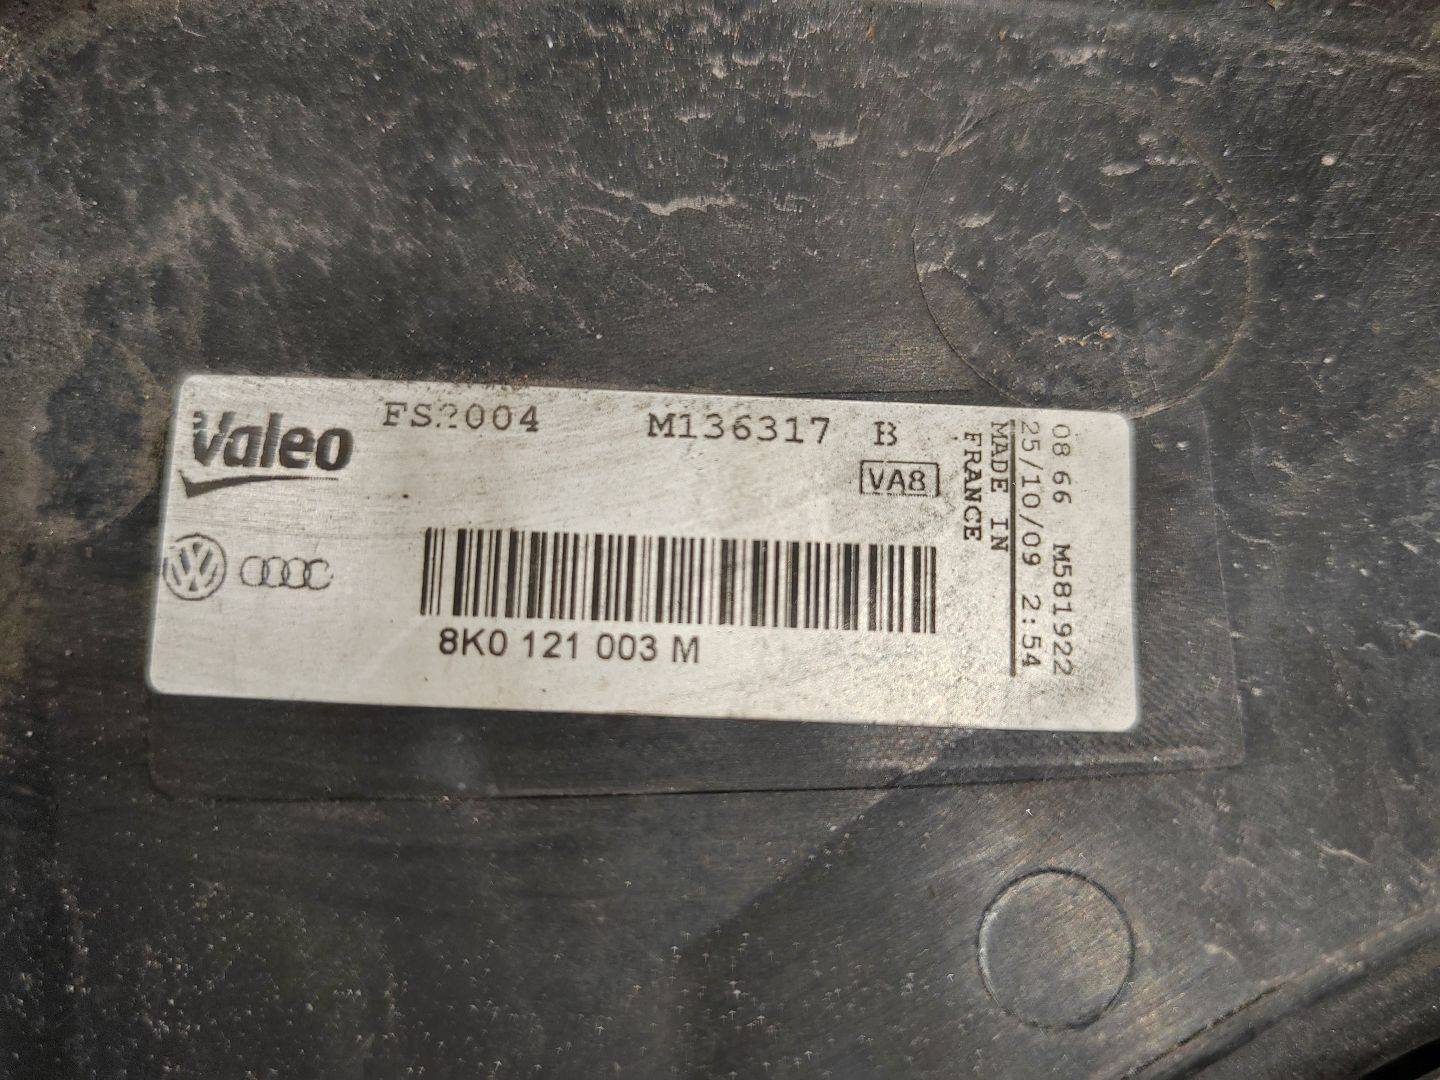 Valeo
FS2004 M136317 B
VA8
8K0 121 003 M
MADE IN
FRANCE
25/10/09 2:54
08 66 M581922